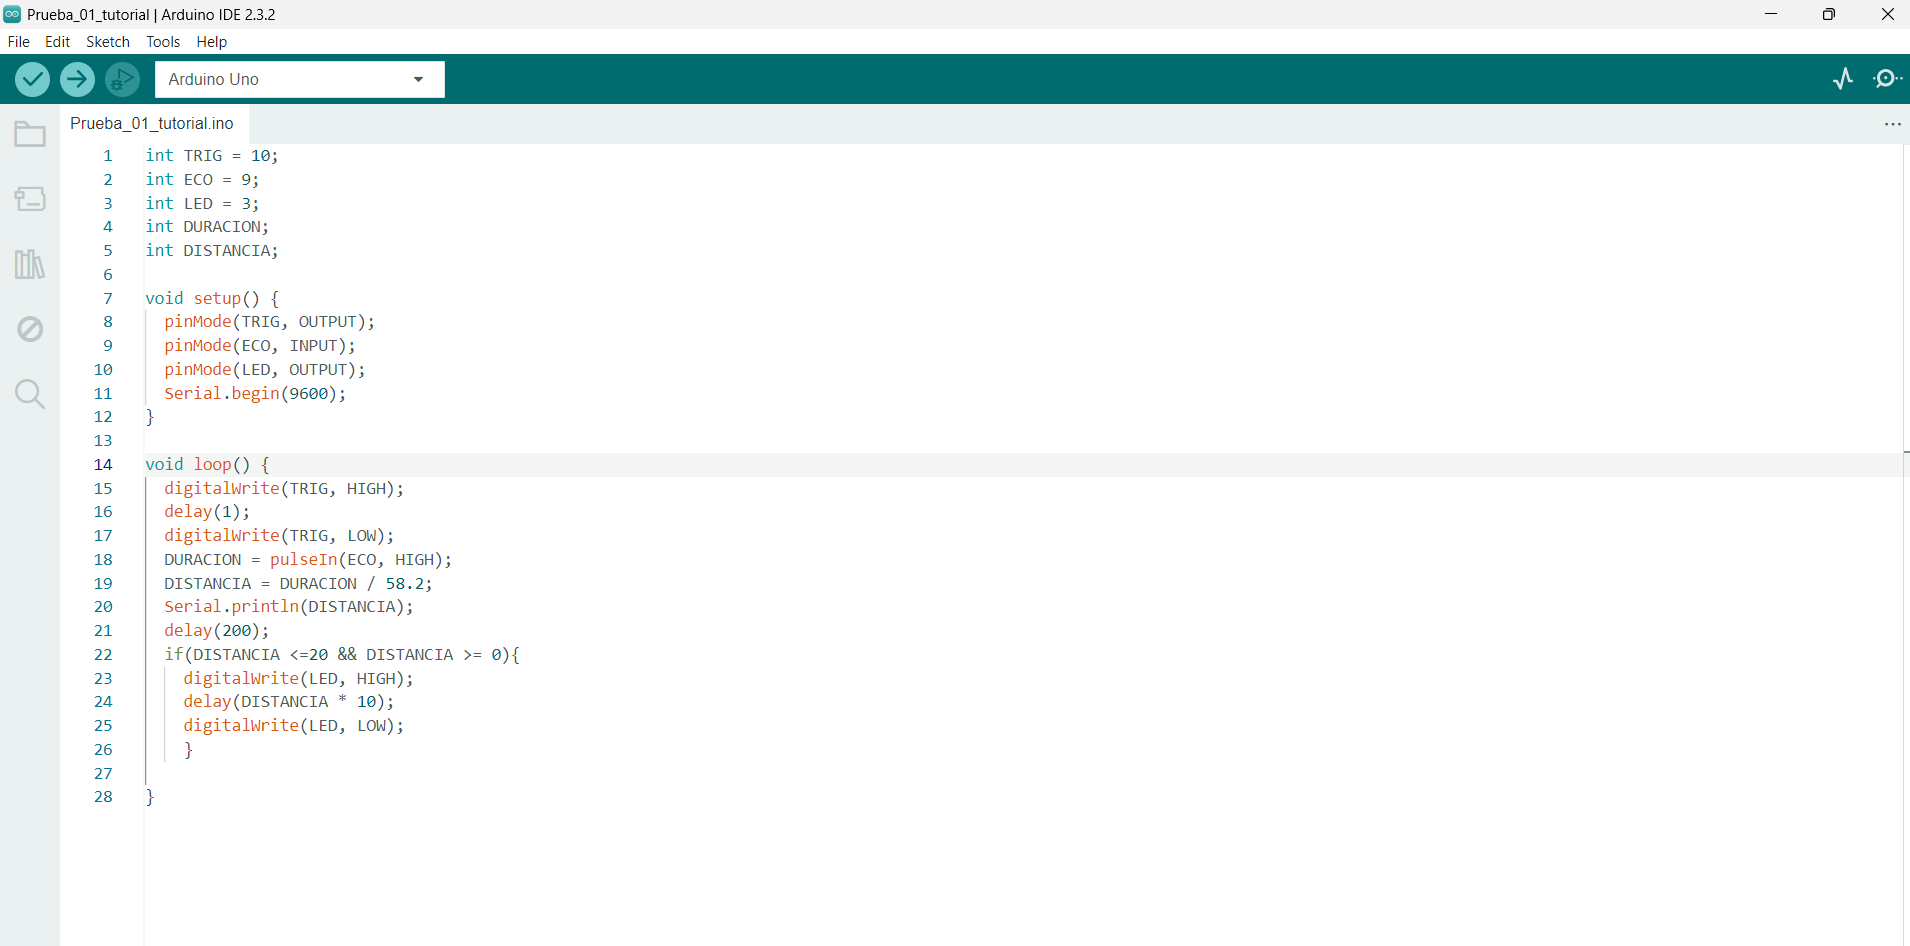 Prueba_01_tutorial | Arduino IDE 2.3.2
File Edit Sketch Tools Help
Arduino Uno
Prueba_01_tutorial.ino
1 int TRIG = 10;
2 int ECO = 9;
3 int LED = 3;
4 int DURACION;
5 int DISTANCIA;
6
7 void setup() {
8 pinMode(TRIG, OUTPUT);
9 pinMode(ECO, INPUT);
10 pinMode(LED, OUTPUT);
11 Serial.begin(9600);
12 }
13
14 void loop() {
15 digitalWrite(TRIG, HIGH);
16 delay(1);
17 digitalWrite(TRIG, LOW);
18 DURACION = pulseIn(ECO, HIGH);
19 DISTANCIA = DURACION / 58.2;
20 Serial.println(DISTANCIA);
21 delay(200);
22 if(DISTANCIA <=20 && DISTANCIA >= 0){
23 digitalWrite(LED, HIGH);
24 delay(DISTANCIA * 10);
25 digitalWrite(LED, LOW);
26 }
27
28 }